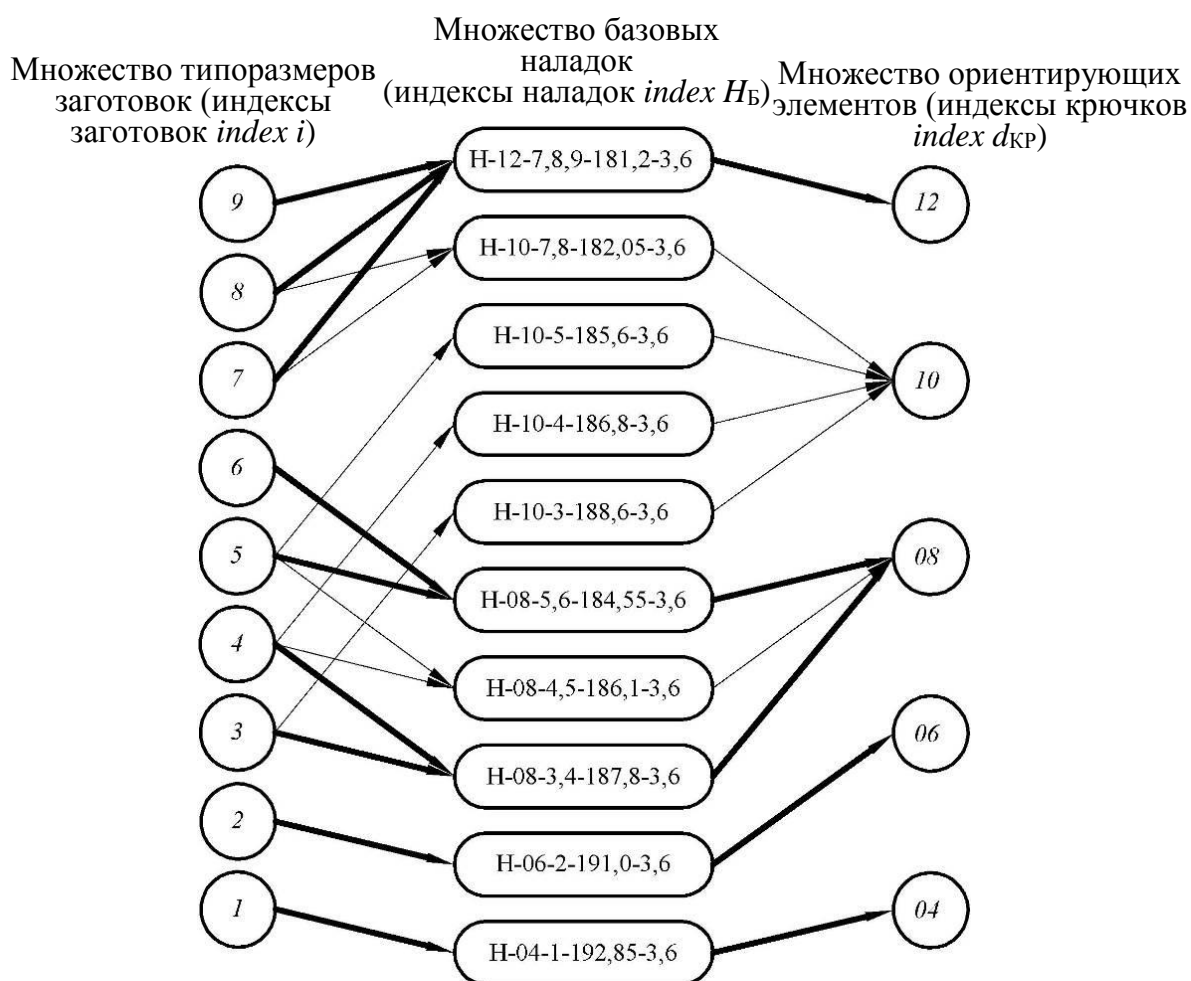 Множество типоразмеров
заготовок (индексы
заготовок index i)
Множество базовых
наладок
(индексы наладок index HБ)
Множество ориентирующих
элементов (индексы крючков
index dКР)
9
8
7
6
5
4
3
2
1
Н-12-7,8,9-181,2-3,6
Н-10-7,8-182,05-3,6
Н-10-5-185,6-3,6
Н-10-4-186,8-3,6
Н-10-3-188,6-3,6
Н-08-5,6-184,55-3,6
Н-08-4,5-186,1-3,6
Н-08-3,4-187,8-3,6
Н-06-2-191,0-3,6
Н-04-1-192,85-3,6
12
10
08
06
04